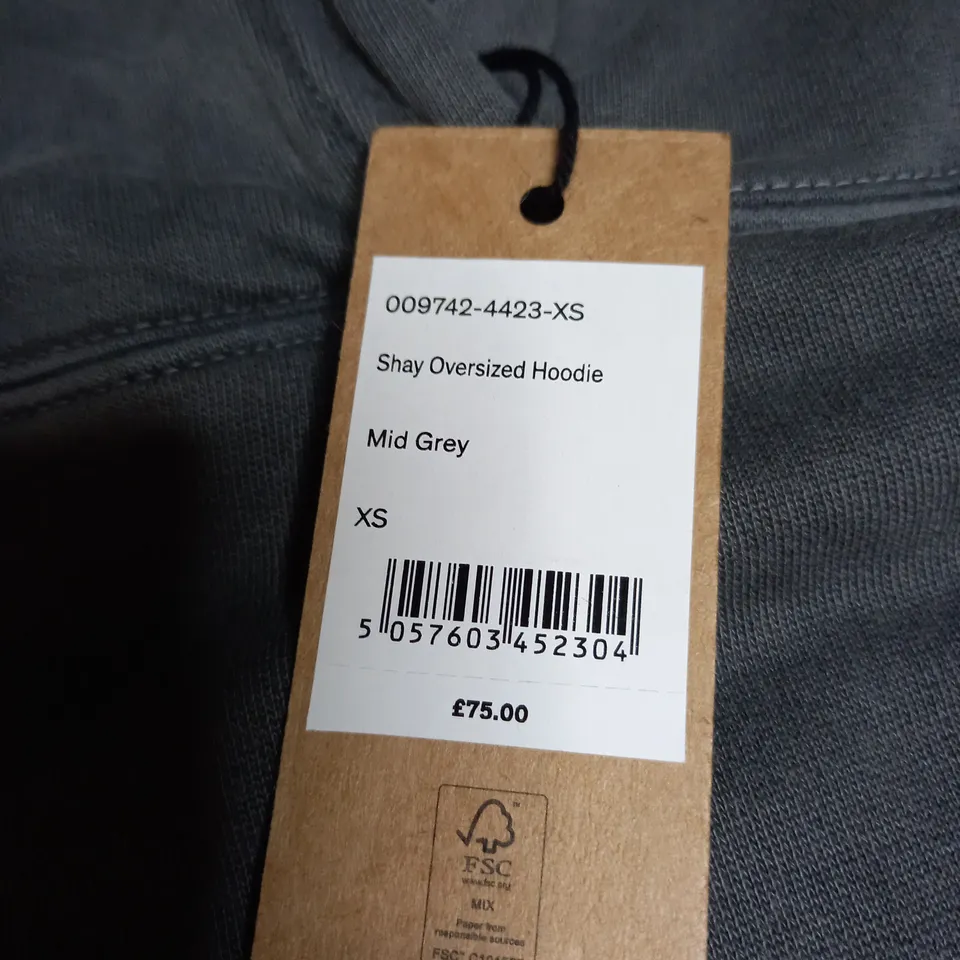 009742-4423-XS
Shay Oversized Hoodie
Mid Grey
XS
5 057603 452304
£75.00
FSC
www.fsc.org
MIX
Paper from
responsible sources